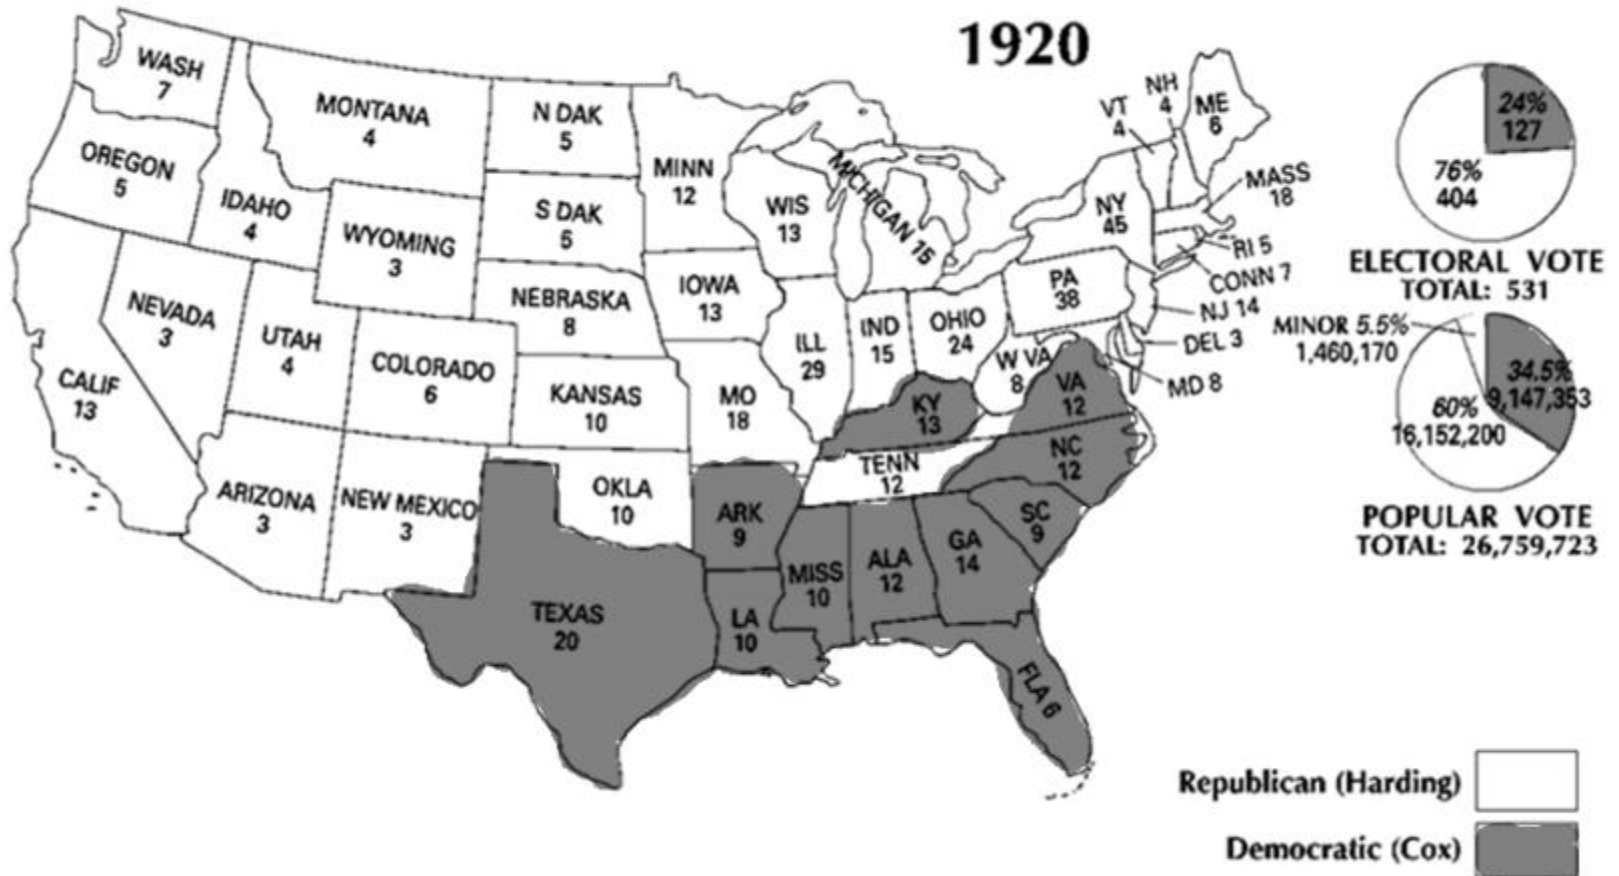 1920
WASH
7
MONTANA
4
N DAK
5
MINN
12
VT
4
NH
4
ME
6
OREGON
5
IDAHO
4
WYOMING
3
S DAK
5
WIS
13
MICHIGAN 15
NY
45
MASS
18
RI 5
CONN 7
NJ 14
DEL 3
MD 8
NEVADA
3
UTAH
4
COLORADO
6
NEBRASKA
8
IOWA
13
ILL
29
IND
15
OHIO
24
PA
38
W VA
8
VA
12
CALIF
13
KANSAS
10
MO
18
KY
13
NC
12
TENN
12
ARIZONA
3
NEW MEXICO
3
OKLA
10
ARK
9
SC
9
TEXAS
20
LA
10
MISS
10
ALA
12
GA
14
FLA 6
24%
127
76%
404
ELECTORAL VOTE
TOTAL: 531
MINOR 5.5%
1,460,170
34.5%
9,147,353
60%
16,152,200
POPULAR VOTE
TOTAL: 26,759,723
Republican (Harding)
Democratic (Cox)